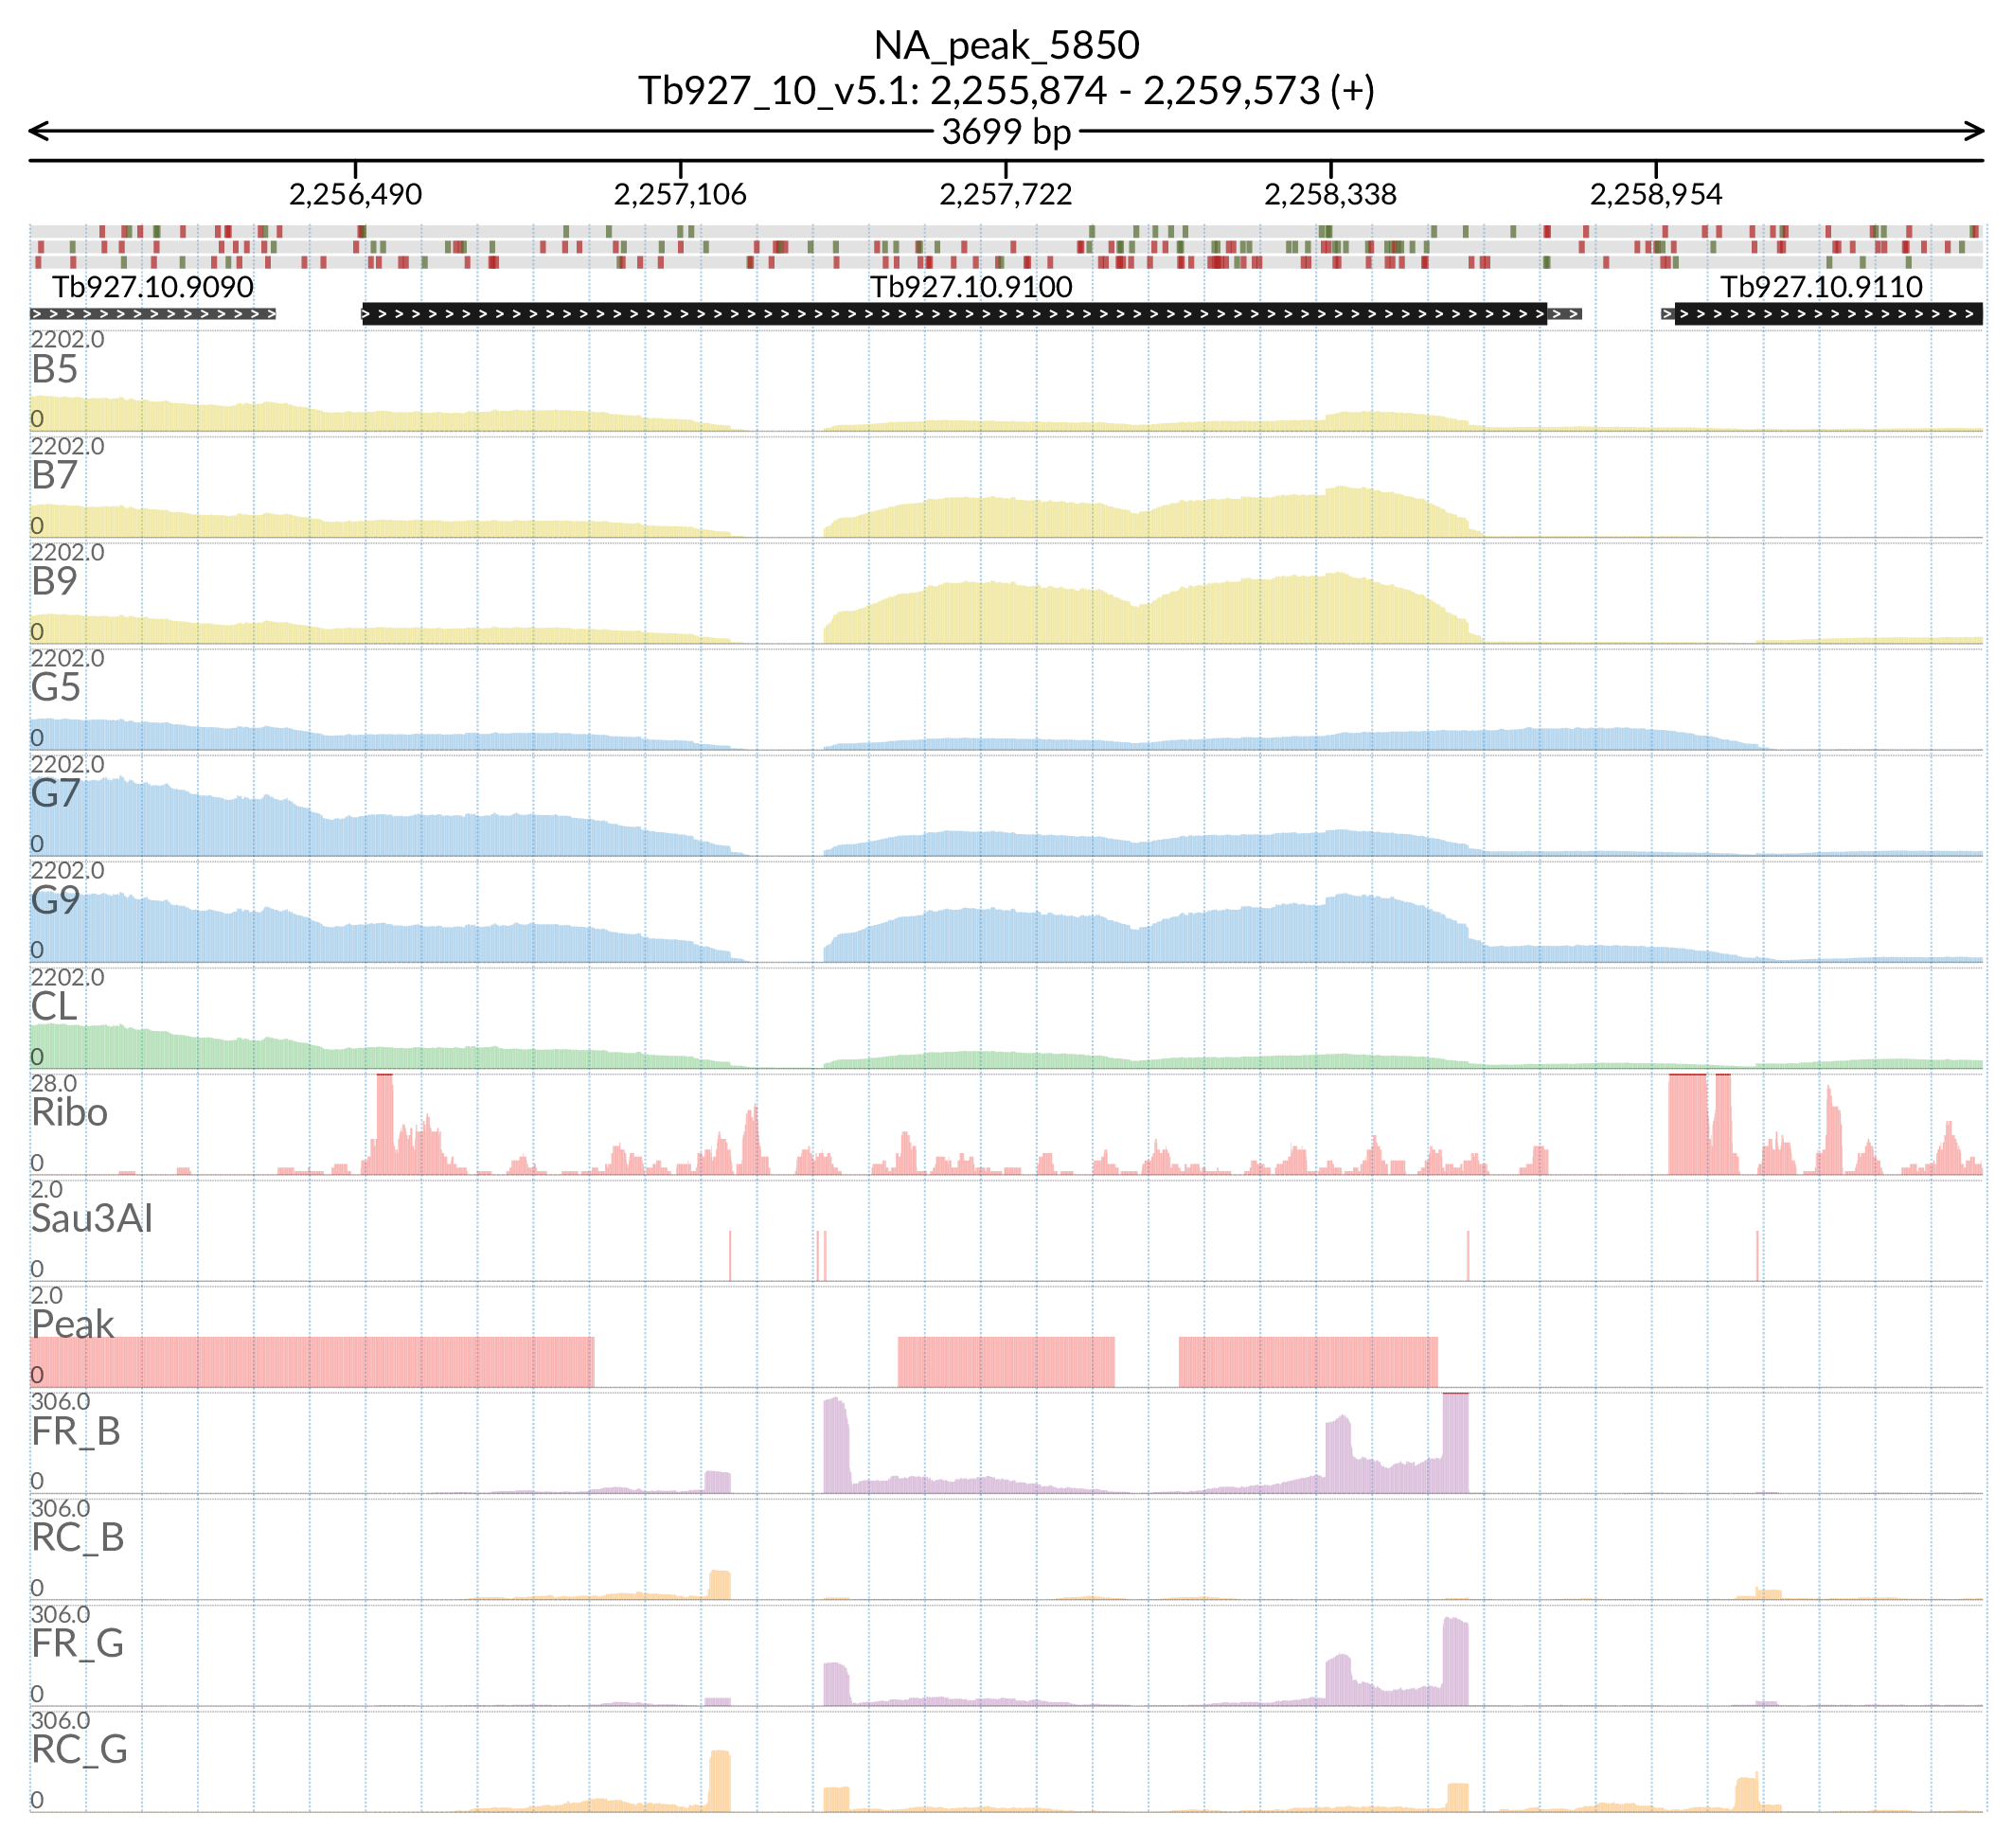 NA_peak_5850
Tb927_10_v5.1: 2,255,874 - 2,259,573 (+)
3699 bp
2,256,490 2,257,106 2,257,722 2,258,338 2,258,954
Tb927.10.9090 Tb927.10.9100 Tb927.10.9110
2202.0
B5
0
2202.0
B7
0
2202.0
B9
0
2202.0
G5
0
2202.0
G7
0
2202.0
G9
0
2202.0
CL
0
28.0
Ribo
0
2.0
Sau3AI
0
2.0
Peak
0
306.0
FR_B
0
306.0
RC_B
0
306.0
FR_G
0
306.0
RC_G
0